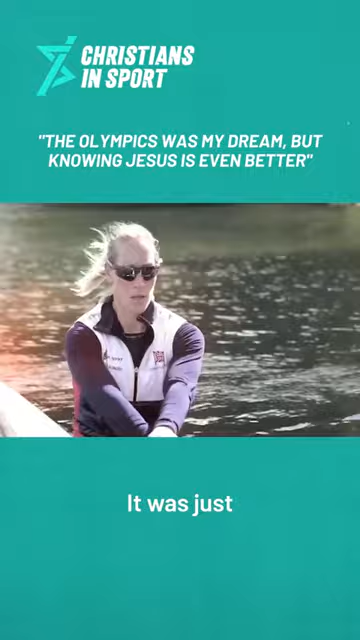 CHRISTIANS
IN SPORT
"THE OLYMPICS WAS MY DREAM, BUT
KNOWING JESUS IS EVEN BETTER"
It was just